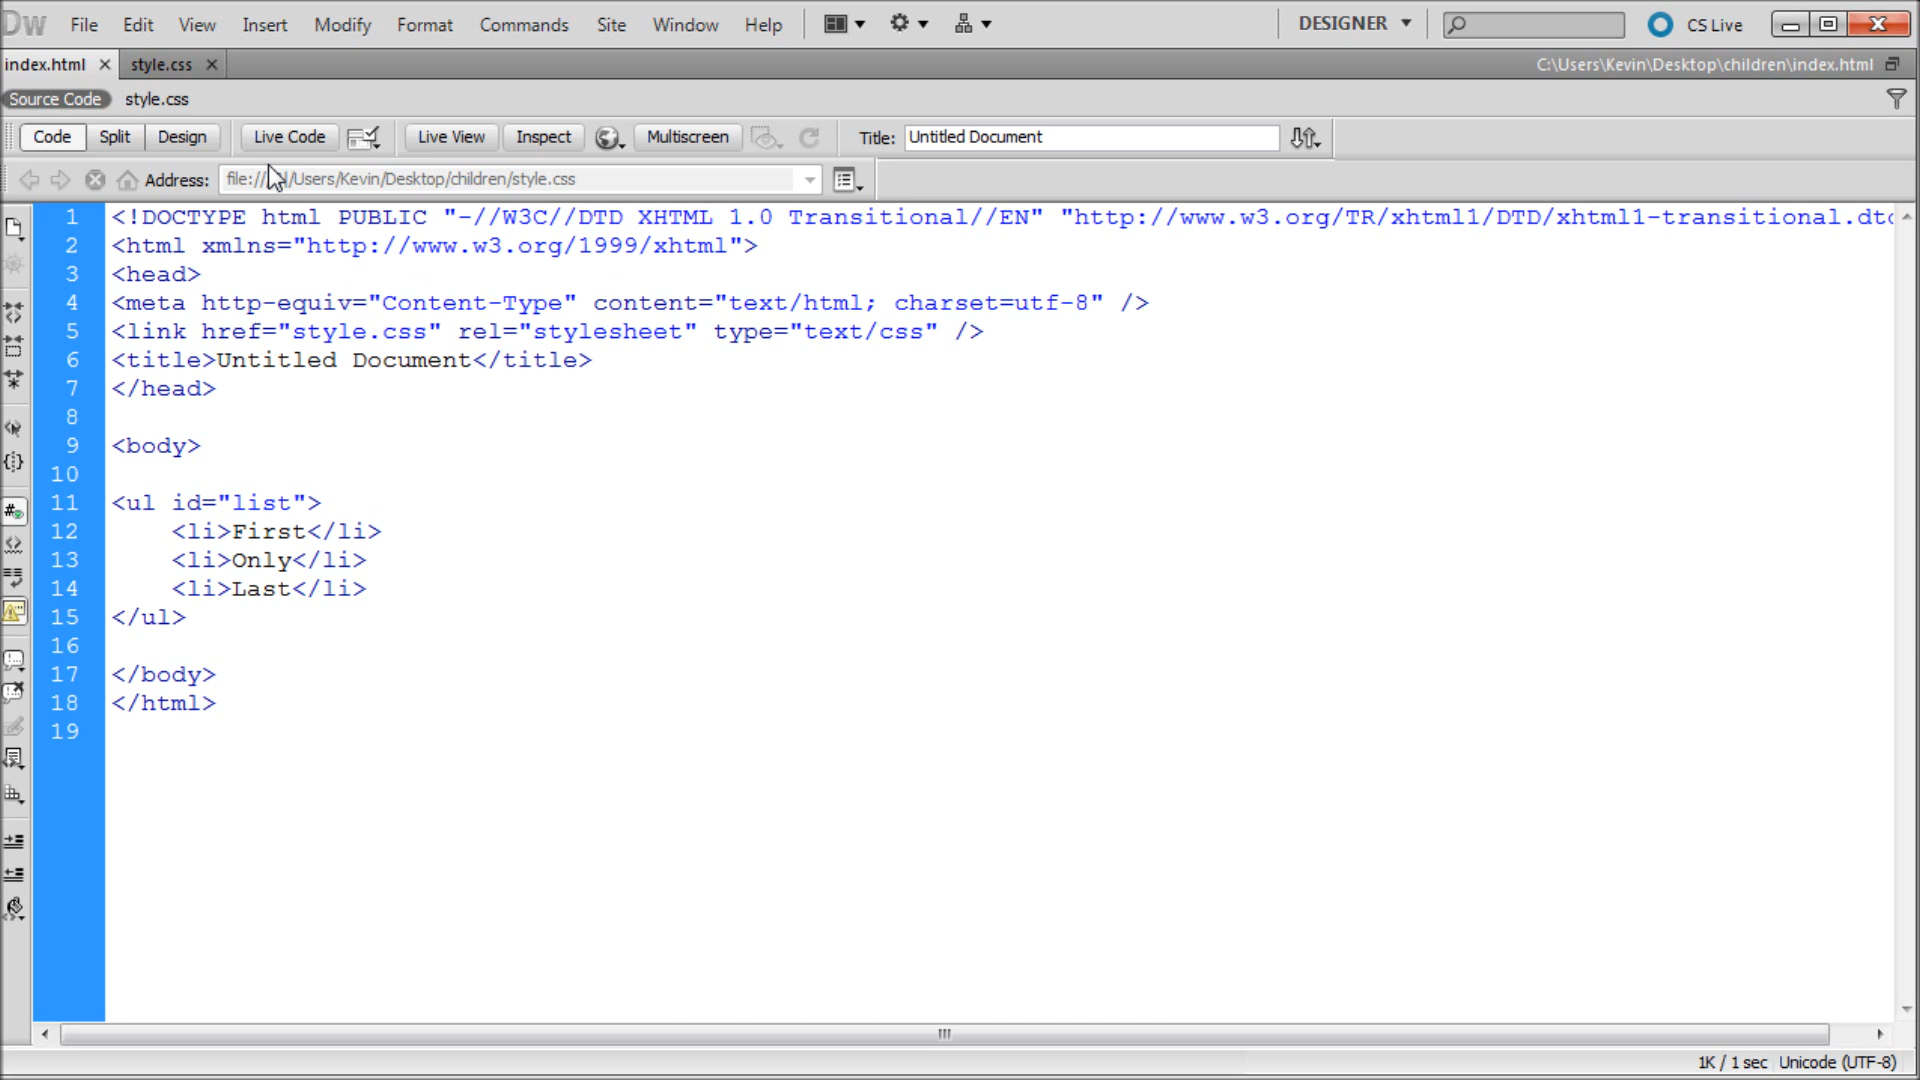 Dw File Edit View Insert Modify Format Commands Site Window Help DESIGNER CS Live
index.html style.css C:\Users\Kevin\Desktop\children\index.html
Source Code style.css
Code Split Design Live Code Live View Inspect Multiscreen Title: Untitled Document
Address: file:///Users/Kevin/Desktop/children/style.css
1 <!DOCTYPE html PUBLIC "-//W3C//DTD XHTML 1.0 Transitional//EN" "http://www.w3.org/TR/xhtml1/DTD/xhtml1-transitional.dtd
2 <html xmlns="http://www.w3.org/1999/xhtml">
3 <head>
4 <meta http-equiv="Content-Type" content="text/html; charset=utf-8" />
5 <link href="style.css" rel="stylesheet" type="text/css" />
6 <title>Untitled Document</title>
7 </head>
8
9 <body>
10
11 <ul id="list">
12 <li>First</li>
13 <li>Only</li>
14 <li>Last</li>
15 </ul>
16
17 </body>
18 </html>
19
1K / 1 sec Unicode (UTF-8)